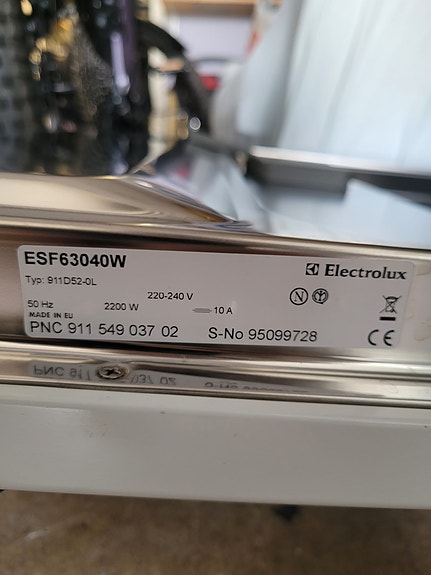 ESF63040W
Electrolux
Typ: 911D52-0L
220-240 V
50 Hz 2200 W 10 A
MADE IN EU
PNC 911 549 037 02 S-No 95099728
N
CE